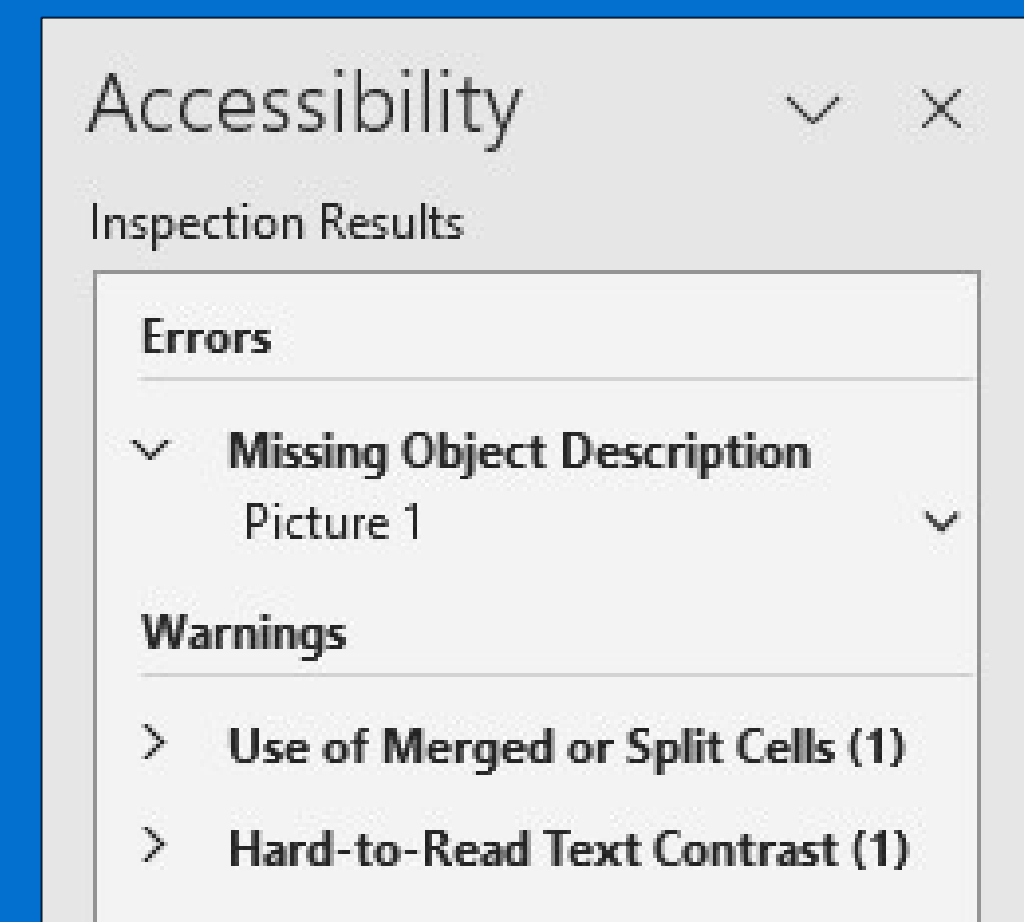 Accessibility
Inspection Results
Errors
Missing Object Description
Picture 1
Warnings
Use of Merged or Split Cells (1)
Hard-to-Read Text Contrast (1)